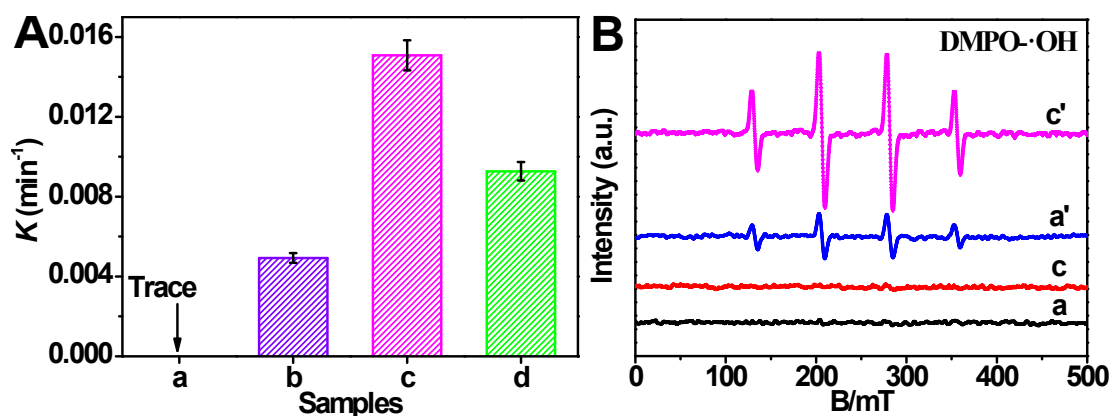 A
K (min-1)
0.016
0.012
0.008
0.004
0.000
Trace
a b c d
Samples
B
DMPO-·OH
Intensity (a.u.)
c'
a'
c
a
0 100 200 300 400 500
B/mT